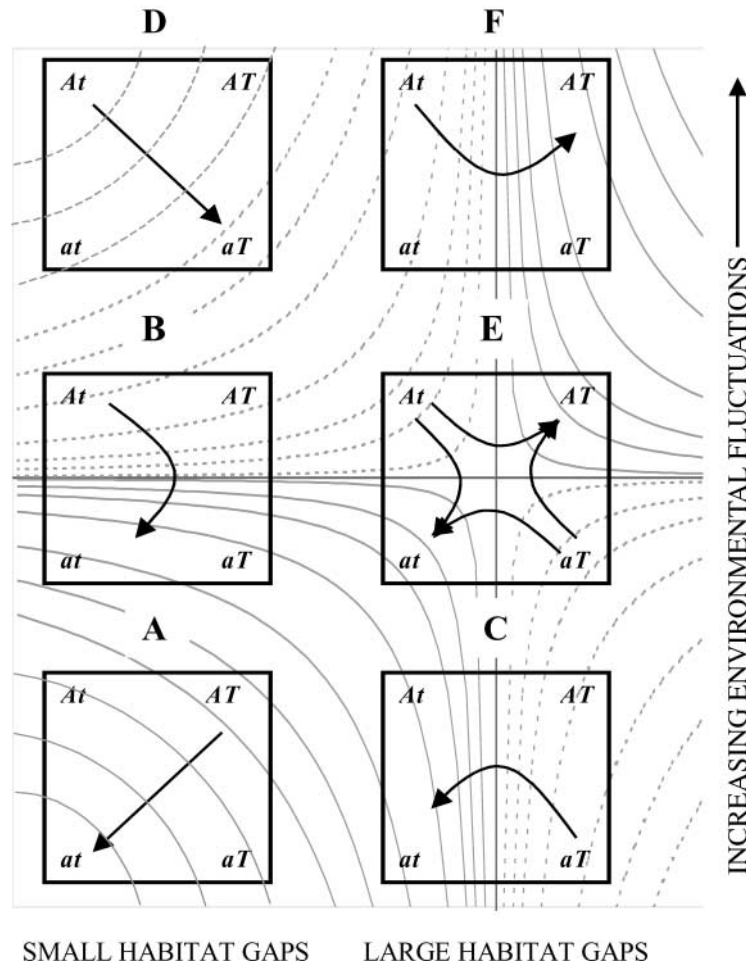 D F
At AT At AT
at aT at aT
B E
At AT At AT
at aT at aT
A C
At AT At AT
at aT at aT
SMALL HABITAT GAPS LARGE HABITAT GAPS
INCREASING ENVIRONMENTAL FLUCTUATIONS